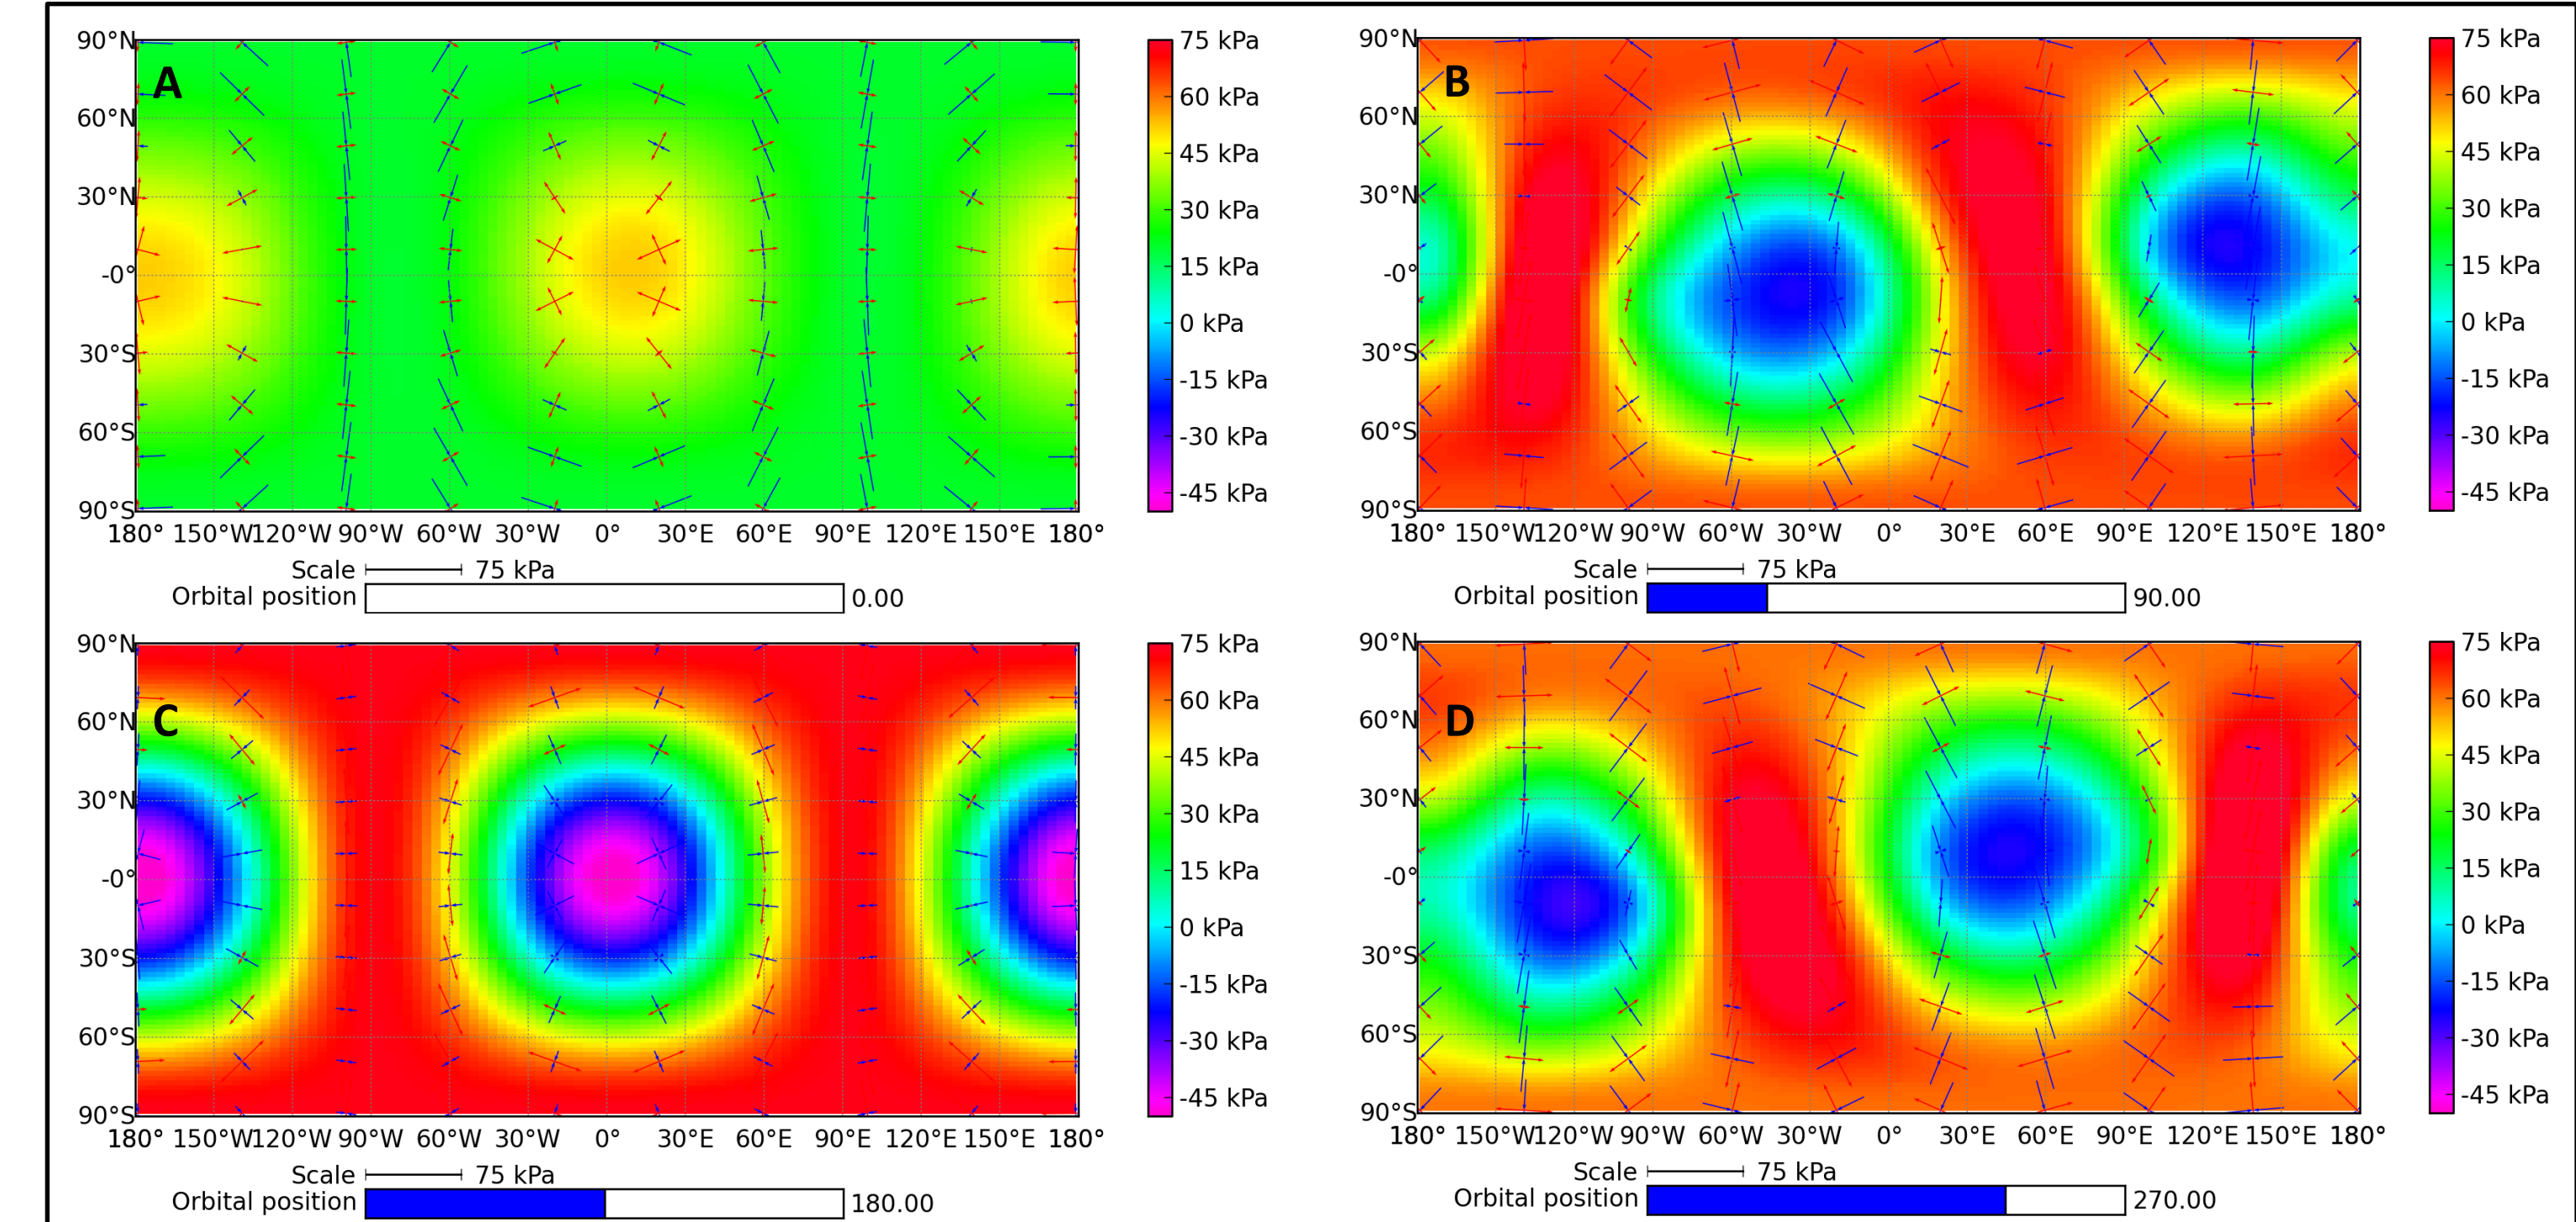 A
90°N
60°N
30°N
-0°
30°S
60°S
90°S
180° 150°W 120°W 90°W 60°W 30°W 0° 30°E 60°E 90°E 120°E 150°E 180°
75 kPa
60 kPa
45 kPa
30 kPa
15 kPa
0 kPa
-15 kPa
-30 kPa
-45 kPa
Scale 75 kPa
Orbital position 0.00
B
90°N
60°N
30°N
-0°
30°S
60°S
90°S
180° 150°W 120°W 90°W 60°W 30°W 0° 30°E 60°E 90°E 120°E 150°E 180°
75 kPa
60 kPa
45 kPa
30 kPa
15 kPa
0 kPa
-15 kPa
-30 kPa
-45 kPa
Scale 75 kPa
Orbital position 90.00
C
90°N
60°N
30°N
-0°
30°S
60°S
90°S
180° 150°W 120°W 90°W 60°W 30°W 0° 30°E 60°E 90°E 120°E 150°E 180°
75 kPa
60 kPa
45 kPa
30 kPa
15 kPa
0 kPa
-15 kPa
-30 kPa
-45 kPa
Scale 75 kPa
Orbital position 180.00
D
90°N
60°N
30°N
-0°
30°S
60°S
90°S
180° 150°W 120°W 90°W 60°W 30°W 0° 30°E 60°E 90°E 120°E 150°E 180°
75 kPa
60 kPa
45 kPa
30 kPa
15 kPa
0 kPa
-15 kPa
-30 kPa
-45 kPa
Scale 75 kPa
Orbital position 270.00